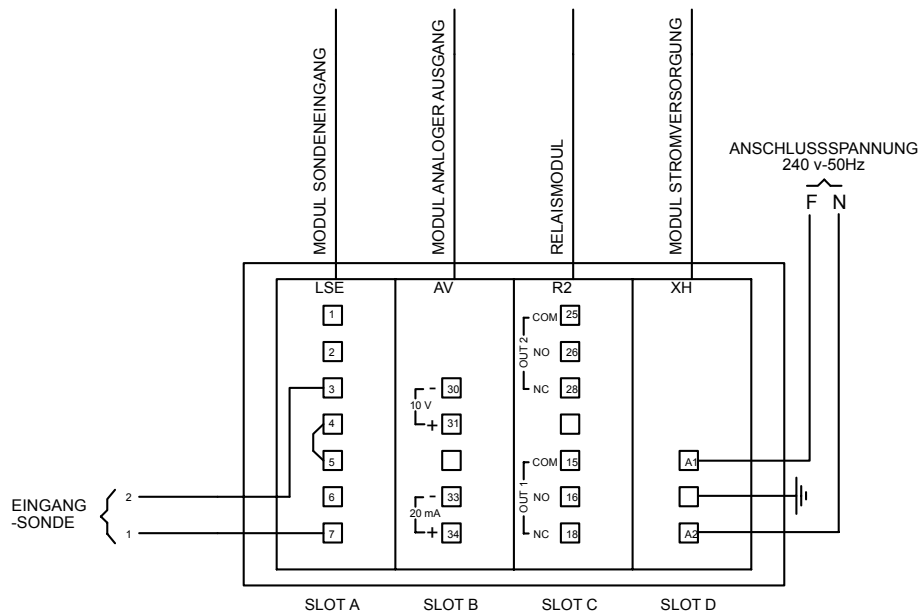 MODUL SONDENEINGANG
MODUL ANALOGER AUSGANG
RELAISMODUL
MODUL STROMVERSORGUNG
ANSCHLUSSSPANNUNG
240 v-50Hz
F N
LSE AV R2 XH
1
2
3
4
5
6
7
- 30
10 V
+ 31
- 33
20 mA
+ 34
OUT 2
COM 25
NO 26
NC 28
OUT 1
COM 15
NO 16
NC 18
A1
A2
EINGANG
-SONDE
2
1
SLOT A SLOT B SLOT C SLOT D